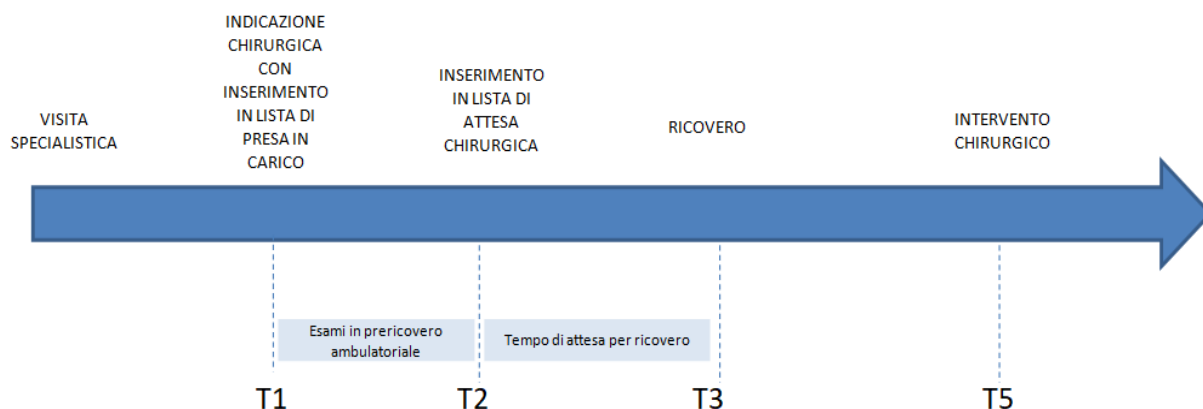 VISITA
SPECIALISTICA
INDICAZIONE
CHIRURGICA
CON
INSERIMENTO
IN LISTA DI
PRESA IN
CARICO
INSERIMENTO
IN LISTA DI
ATTESA
CHIRURGICA
RICOVERO
INTERVENTO
CHIRURGICO
Esami in prericovero
ambulatoriale
Tempo di attesa per ricovero
T1
T2
T3
T5